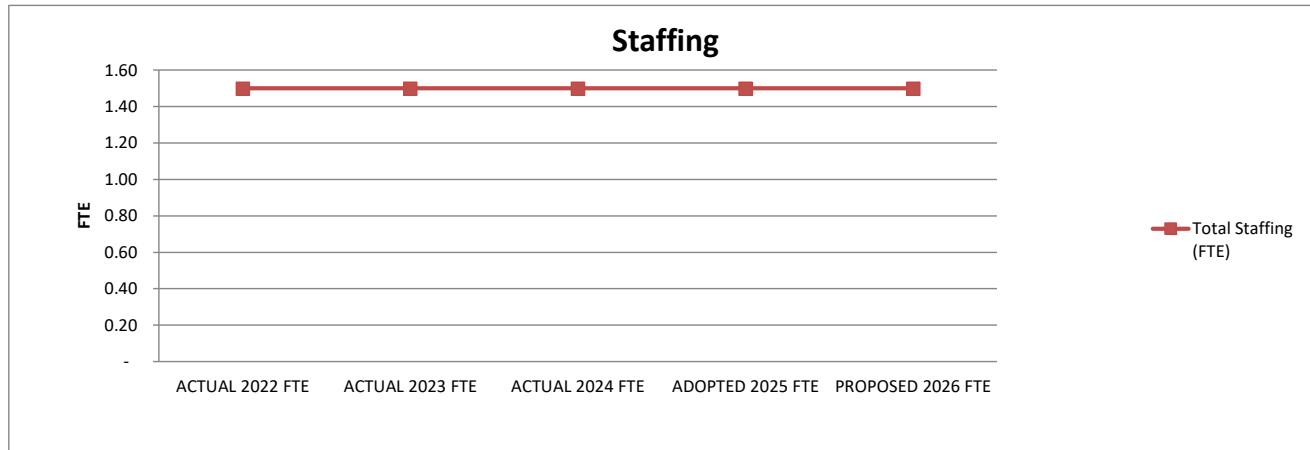 Staffing
1.60
1.40
1.20
1.00
0.80
0.60
0.40
0.20
-
FTE
ACTUAL 2022 FTE
ACTUAL 2023 FTE
ACTUAL 2024 FTE
ADOPTED 2025 FTE
PROPOSED 2026 FTE
Total Staffing
(FTE)